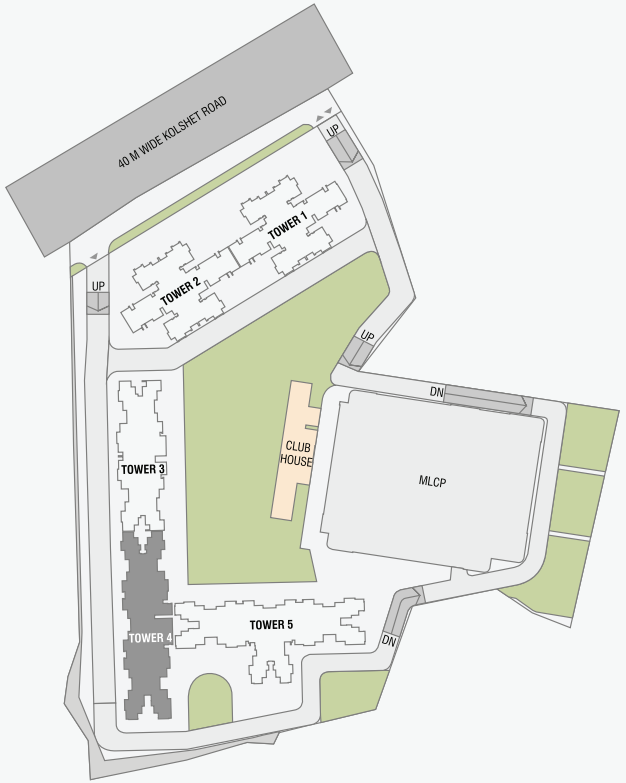 40 M WIDE KOLSHET ROAD
UP
TOWER 1
TOWER 2
UP
UP
DN
TOWER 3
CLUB
HOUSE
MLCP
TOWER 4
TOWER 5
DN